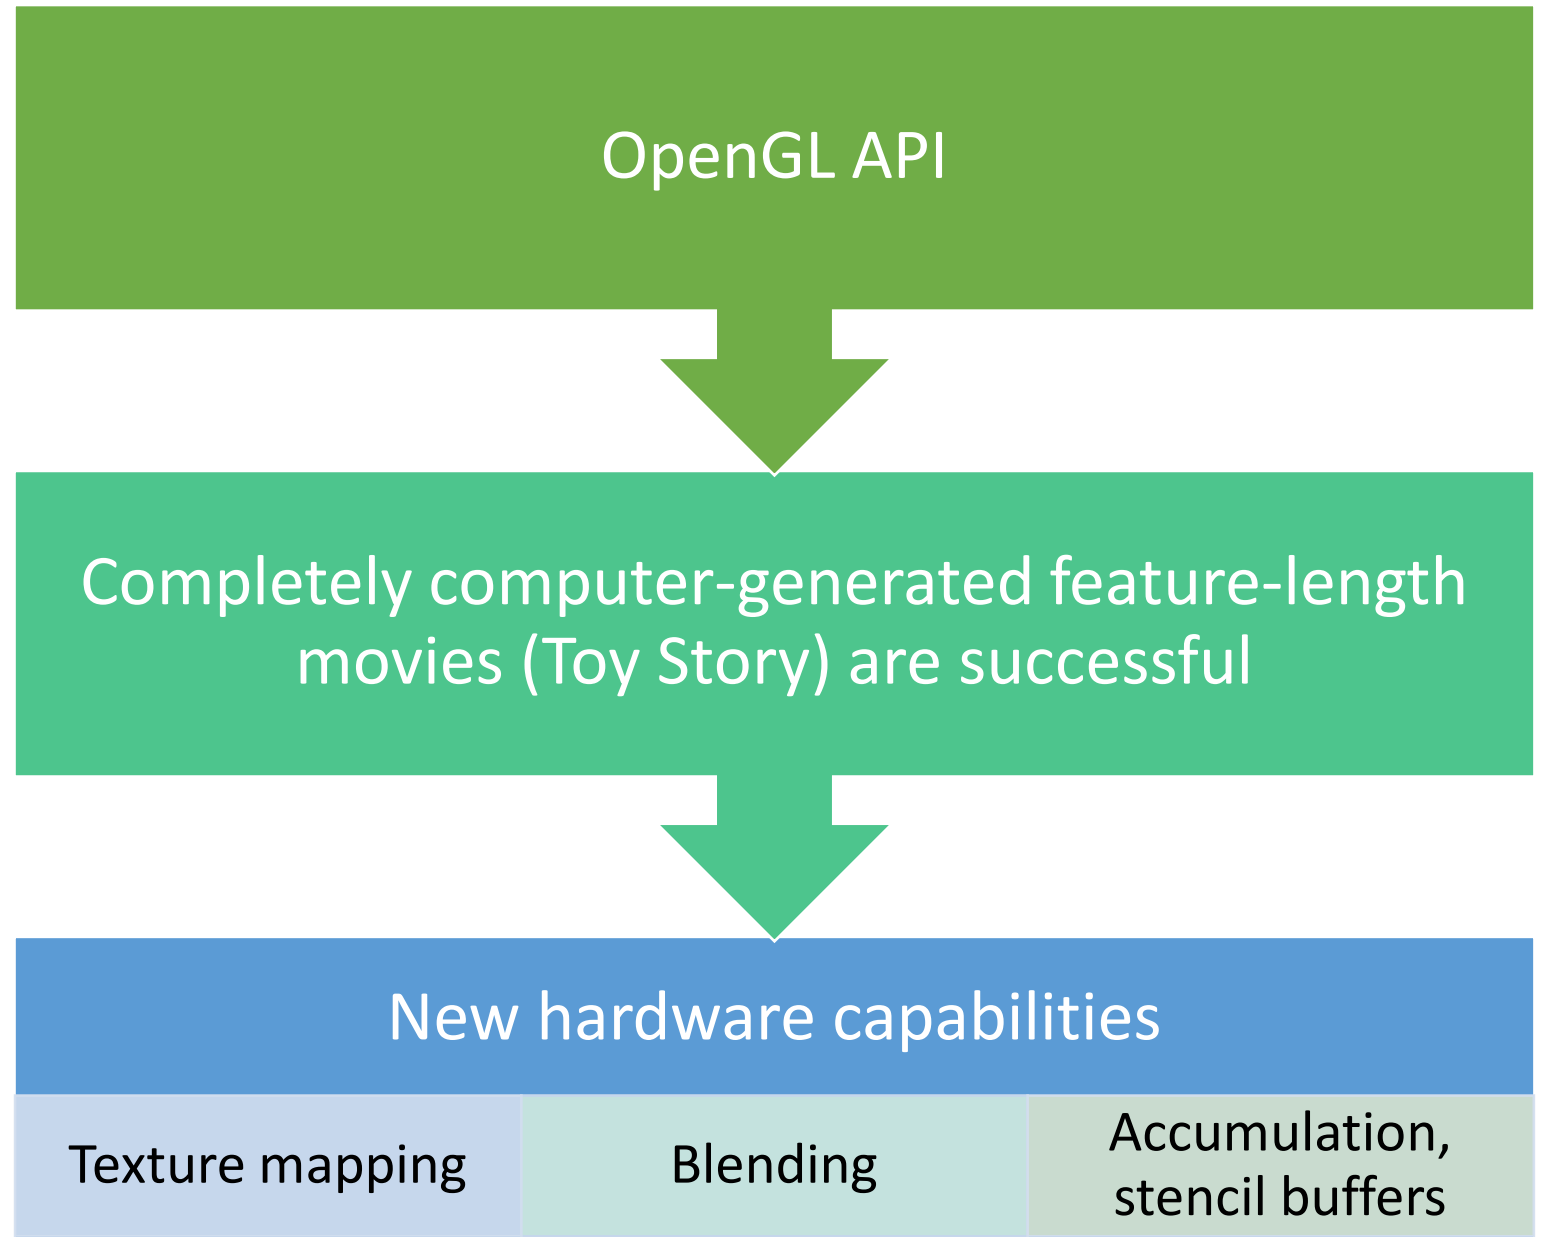 OpenGL API
Completely computer-generated feature-length
movies (Toy Story) are successful
New hardware capabilities
Texture mapping
Blending
Accumulation,
stencil buffers